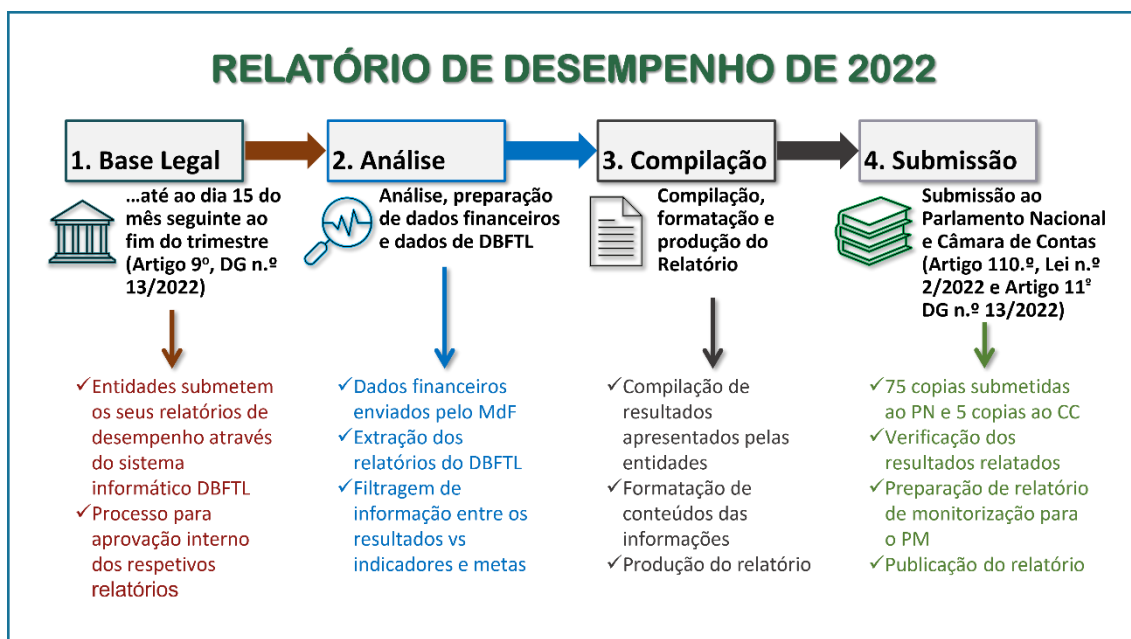 RELATÓRIO DE DESEMPENHO DE 2022
1. Base Legal
...até ao dia 15 do
mês seguinte ao
fim do trimestre
(Artigo 9º, DG n.º
13/2022)
✓Entidades submetem
os seus relatórios de
desempenho através
do sistema
informático DBFTL
✓Processo para
aprovação interno
dos respetivos
relatórios
2. Análise
Análise, preparação
de dados financeiros
e dados de DBFTL
✓Dados financeiros
enviados pelo MdF
✓Extração dos
relatórios do DBFTL
✓Filtragem de
informação entre os
resultados vs
indicadores e metas
3. Compilação
Compilação,
formatação e
produção do
Relatório
✓Compilação de
resultados
apresentados pelas
entidades
✓Formatação de
conteúdos das
informações
✓Produção do relatório
4. Submissão
Submissão ao
Parlamento Nacional
e Câmara de Contas
(Artigo 110.º, Lei n.º
2/2022 e Artigo 11º
DG n.º 13/2022)
✓75 copias submetidas
ao PN e 5 copias ao CC
✓Verificação dos
resultados relatados
✓Preparação de relatório
de monitorização para
o PM
✓Publicação do relatório